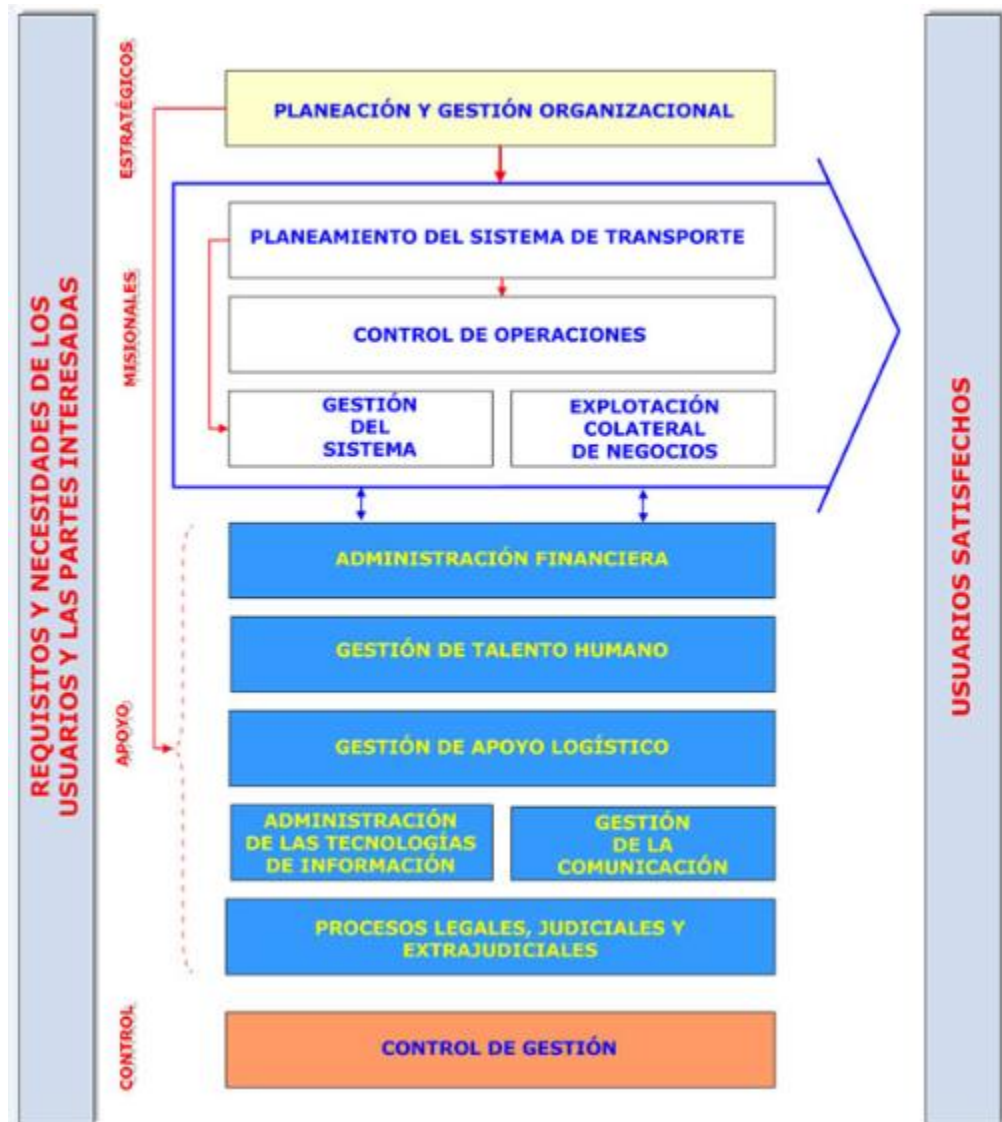 REQUISITOS Y NECESIDADES DE LOS
USUARIOS Y LAS PARTES INTERESADAS
ESTRATÉGICOS
PLANEACIÓN Y GESTIÓN ORGANIZACIONAL
MISIONALES
PLANEAMIENTO DEL SISTEMA DE TRANSPORTE
CONTROL DE OPERACIONES
GESTIÓN
DEL
SISTEMA
EXPLOTACIÓN
COLATERAL
DE NEGOCIOS
APOYO
ADMINISTRACIÓN FINANCIERA
GESTIÓN DE TALENTO HUMANO
GESTIÓN DE APOYO LOGÍSTICO
ADMINISTRACIÓN
DE LAS TECNOLOGÍAS
DE INFORMACIÓN
GESTIÓN
DE LA
COMUNICACIÓN
PROCESOS LEGALES, JUDICIALES Y
EXTRAJUDICIALES
CONTROL
CONTROL DE GESTIÓN
USUARIOS SATISFECHOS